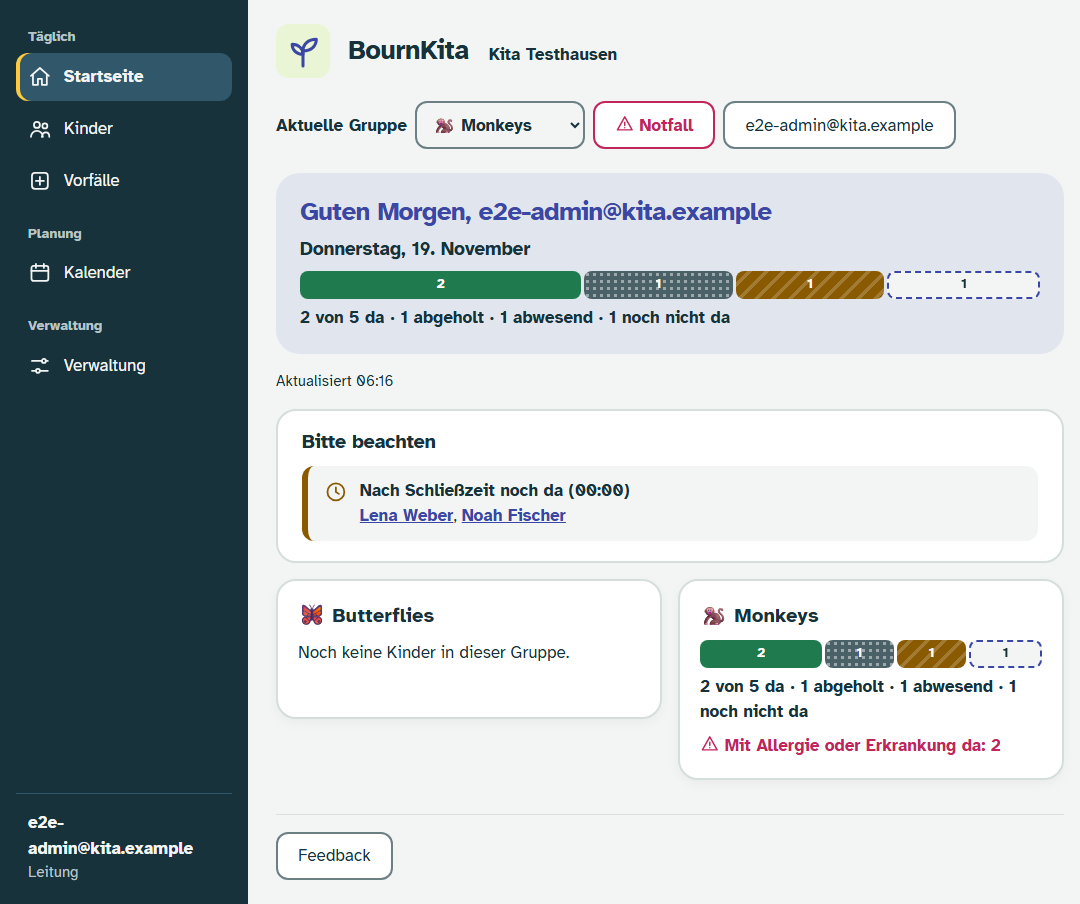 Täglich
Startseite
Kinder
Vorfälle
Planung
Kalender
Verwaltung
Verwaltung
e2e-
admin@kita.example
Leitung
BournKita Kita Testhausen
Aktuelle Gruppe Monkeys Notfall e2e-admin@kita.example
Guten Morgen, e2e-admin@kita.example
Donnerstag, 19. November
2 1 1 1
2 von 5 da · 1 abgeholt · 1 abwesend · 1 noch nicht da
Aktualisiert 06:16
Bitte beachten
Nach Schließzeit noch da (00:00)
Lena Weber, Noah Fischer
Butterflies
Noch keine Kinder in dieser Gruppe.
Monkeys
2 1 1 1
2 von 5 da · 1 abgeholt · 1 abwesend · 1
noch nicht da
Mit Allergie oder Erkrankung da: 2
Feedback